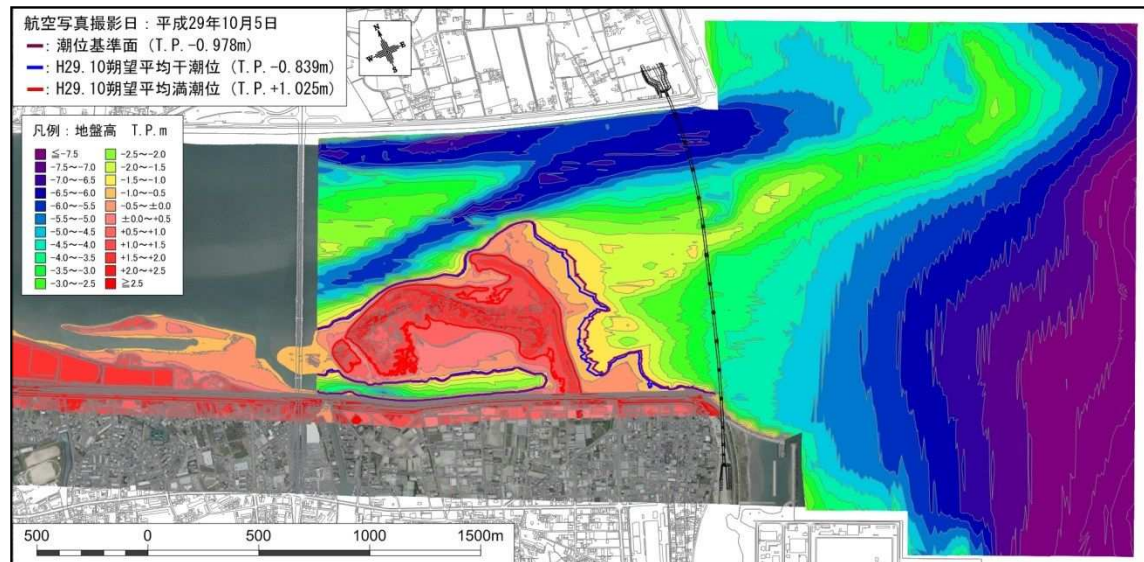 航空写真撮影日：平成29年10月5日
：潮位基準面（T.P.-0.978m）
：H29.10朔望平均干潮位（T.P.-0.839m）
：H29.10朔望平均満潮位（T.P.+1.025m）
N
E
S
W
凡例：地盤高　T.P.m
≦-7.5
-7.5～-7.0
-7.0～-6.5
-6.5～-6.0
-6.0～-5.5
-5.5～-5.0
-5.0～-4.5
-4.5～-4.0
-4.0～-3.5
-3.5～-3.0
-3.0～-2.5
-2.5～-2.0
-2.0～-1.5
-1.5～-1.0
-1.0～-0.5
-0.5～±0.0
±0.0～+0.5
+0.5～+1.0
+1.0～+1.5
+1.5～+2.0
+2.0～+2.5
≧2.5
500 0 500 1000 1500m